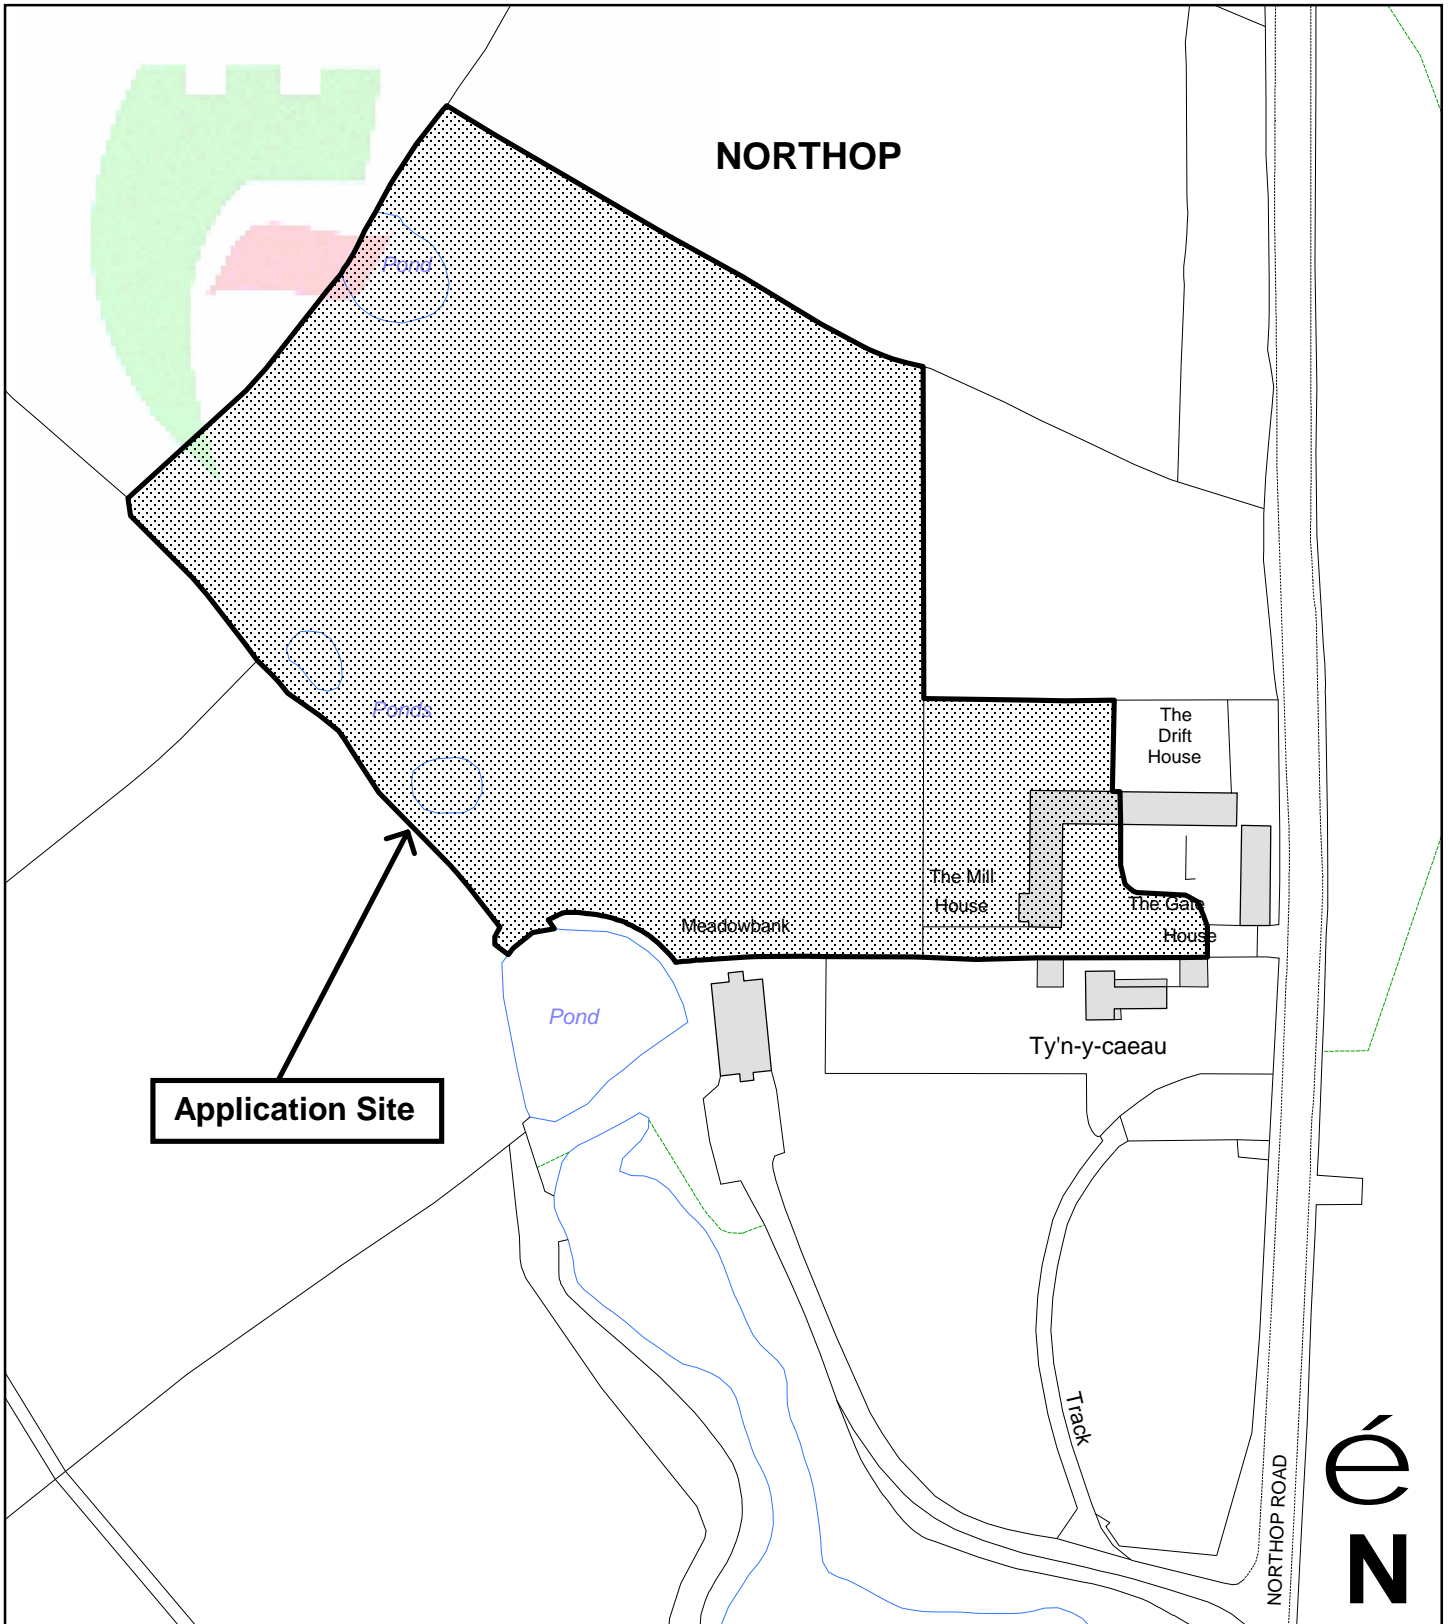 NORTHOP
Pond
Ponds
The
Drift
House
The Mill
House
The Gate
House
Meadowbank
Pond
Ty'n-y-caeau
Application Site
Track
NORTHOP ROAD
é
N